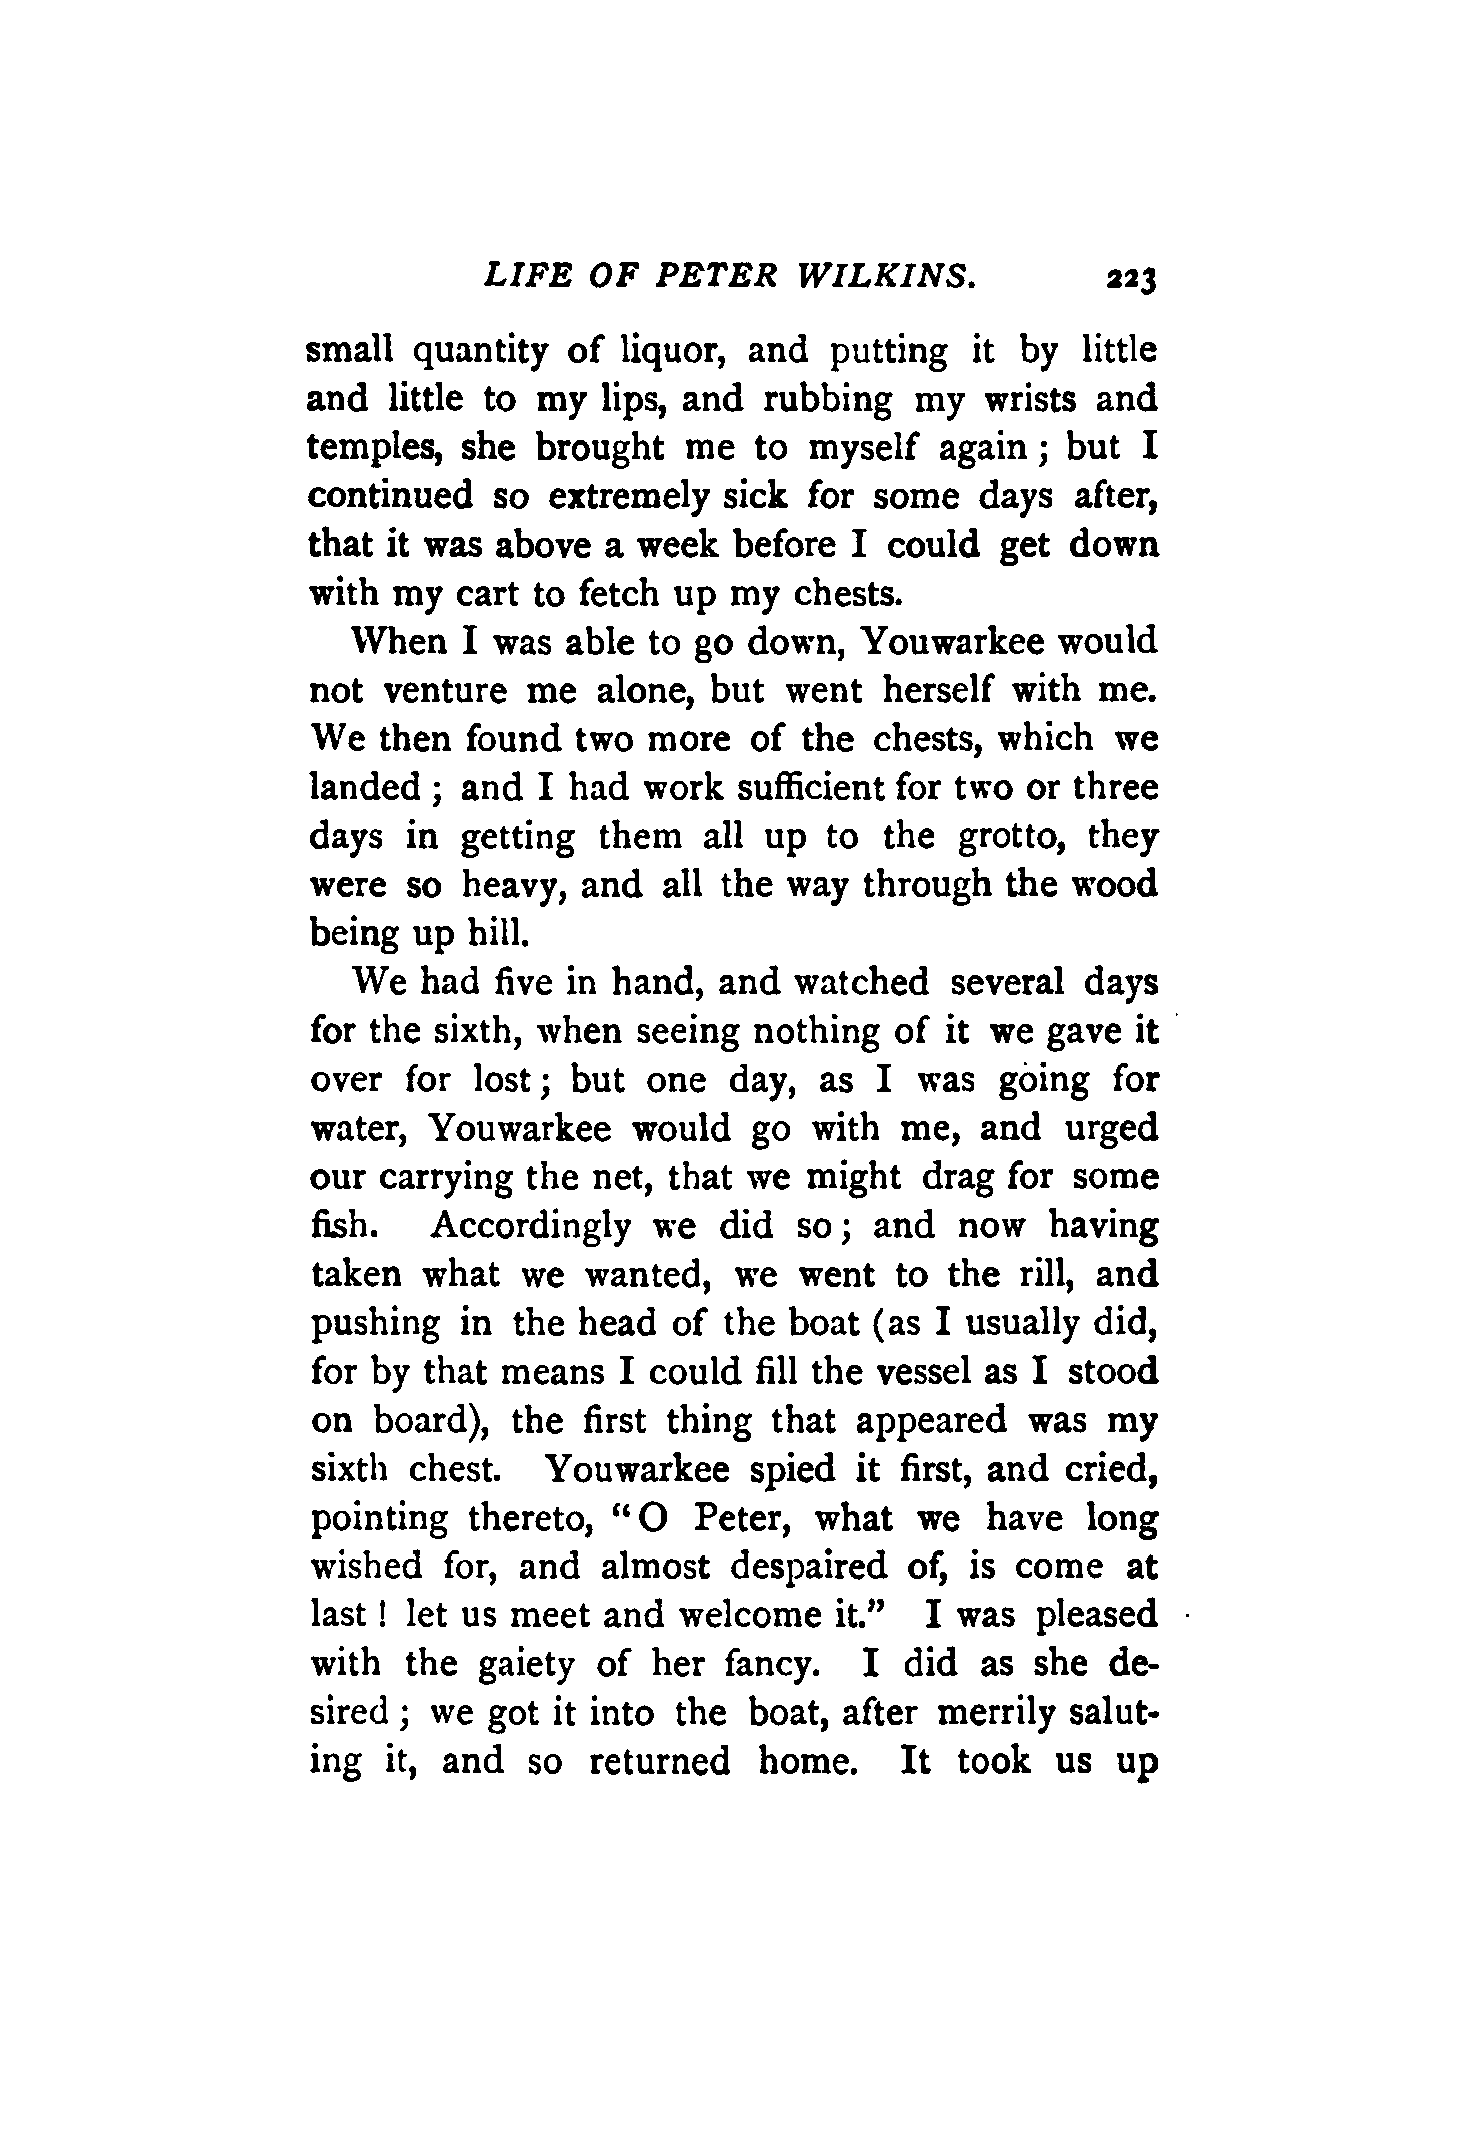 LIFE OF PETER WILKINS. 223
small quantity of liquor, and putting it by little
and little to my lips, and rubbing my wrists and
temples, she brought me to myself again ; but I
continued so extremely sick for some days after,
that it was above a week before I could get down
with my cart to fetch up my chests.
When I was able to go down, Youwarkee would
not venture me alone, but went herself with me.
We then found two more of the chests, which we
landed ; and I had work sufficient for two or three
days in getting them all up to the grotto, they
were so heavy, and all the way through the wood
being up hill.
We had five in hand, and watched several days
for the sixth, when seeing nothing of it we gave it
over for lost ; but one day, as I was going for
water, Youwarkee would go with me, and urged
our carrying the net, that we might drag for some
fish. Accordingly we did so ; and now having
taken what we wanted, we went to the rill, and
pushing in the head of the boat (as I usually did,
for by that means I could fill the vessel as I stood
on board), the first thing that appeared was my
sixth chest. Youwarkee spied it first, and cried,
pointing thereto, “ O Peter, what we have long
wished for, and almost despaired of, is come at
last ! let us meet and welcome it.” I was pleased
with the gaiety of her fancy. I did as she de-
sired ; we got it into the boat, after merrily salut-
ing it, and so returned home. It took us up